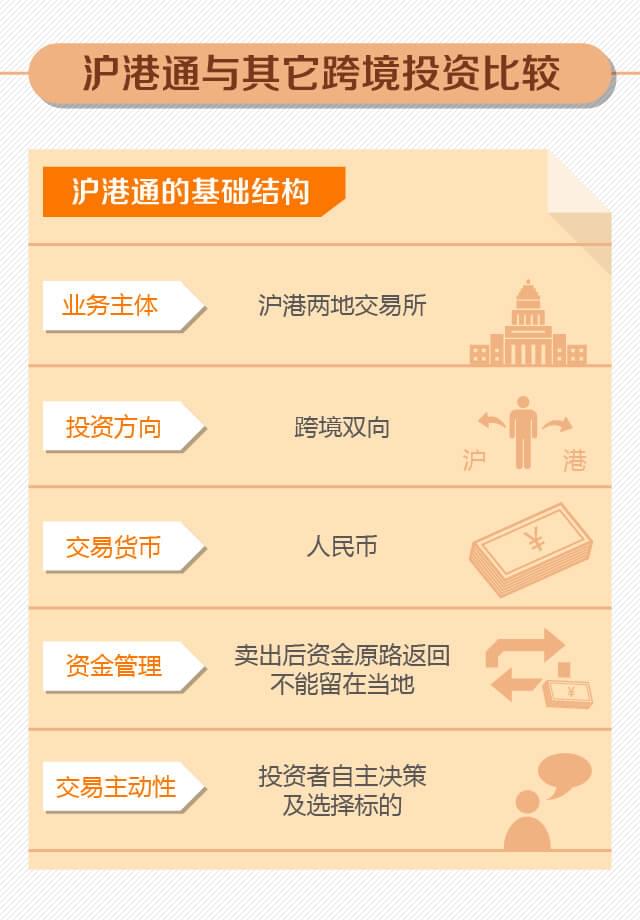 沪港通与其它跨境投资比较
沪港通的基础结构
业务主体
沪港两地交易所
投资方向
跨境双向
沪
港
交易货币
人民币
¥
资金管理
卖出后资金原路返回
不能留在当地
¥
交易主动性
投资者自主决策
及选择标的